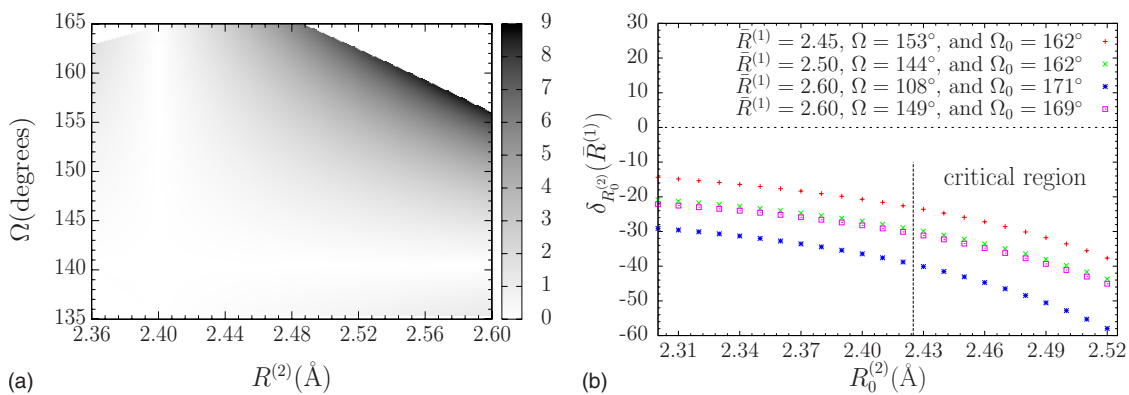 165
160
155
150
145
140
135
Ω(degrees)
2.36 2.40 2.44 2.48 2.52 2.56 2.60
R^(2)(Å)
9
8
7
6
5
4
3
2
1
0
(a)
30
20
10
0
-10
-20
-30
-40
-50
-60
δ_{R_0^(2)}(R̄^(1))
R̄^(1) = 2.45, Ω = 153°, and Ω₀ = 162°
R̄^(1) = 2.50, Ω = 144°, and Ω₀ = 162°
R̄^(1) = 2.60, Ω = 108°, and Ω₀ = 171°
R̄^(1) = 2.60, Ω = 149°, and Ω₀ = 169°
critical region
2.31 2.34 2.37 2.40 2.43 2.46 2.49 2.52
R_0^(2)(Å)
(b)